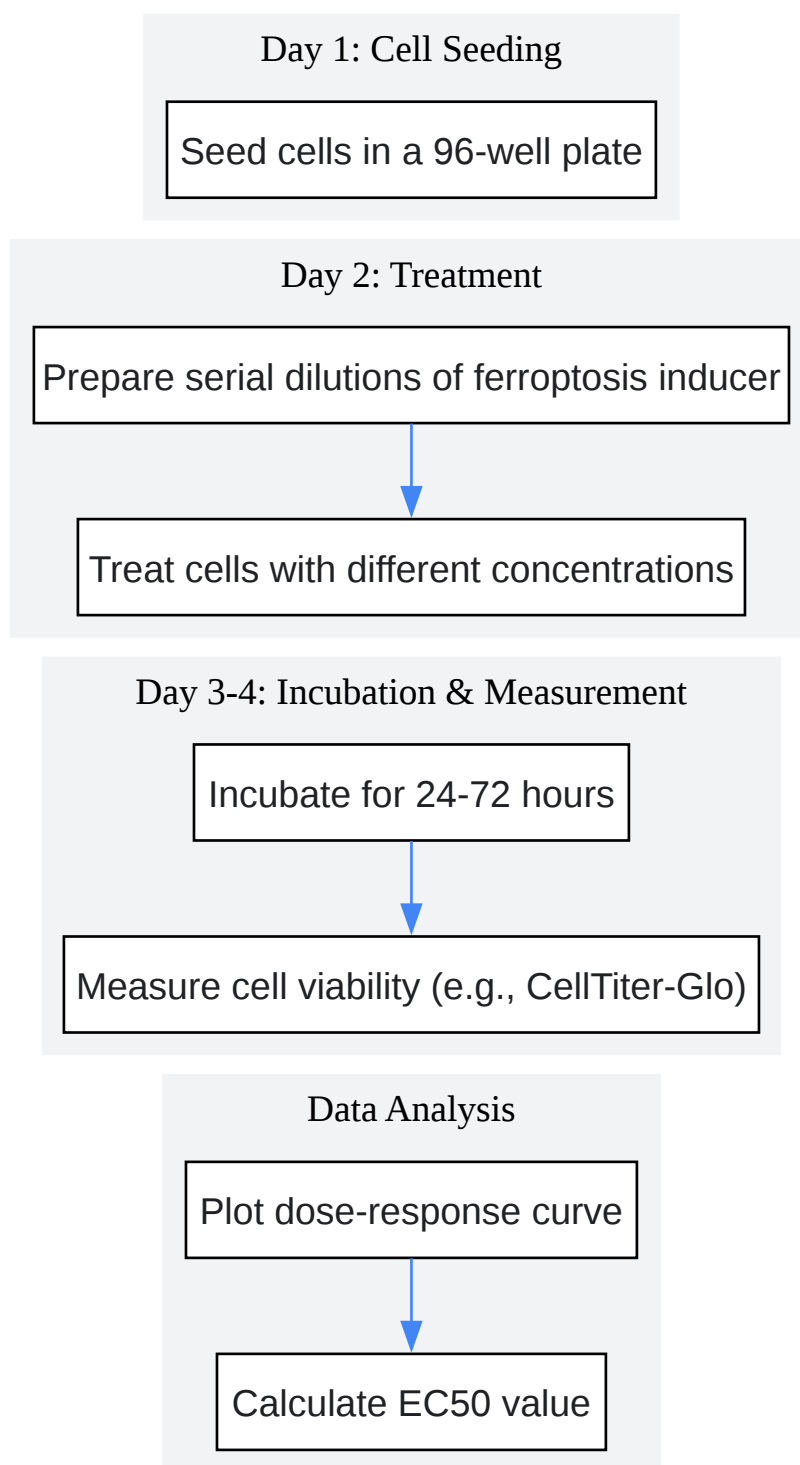 Day 1: Cell Seeding
Seed cells in a 96-well plate
Day 2: Treatment
Prepare serial dilutions of ferroptosis inducer
Treat cells with different concentrations
Day 3-4: Incubation & Measurement
Incubate for 24-72 hours
Measure cell viability (e.g., CellTiter-Glo)
Data Analysis
Plot dose-response curve
Calculate EC50 value